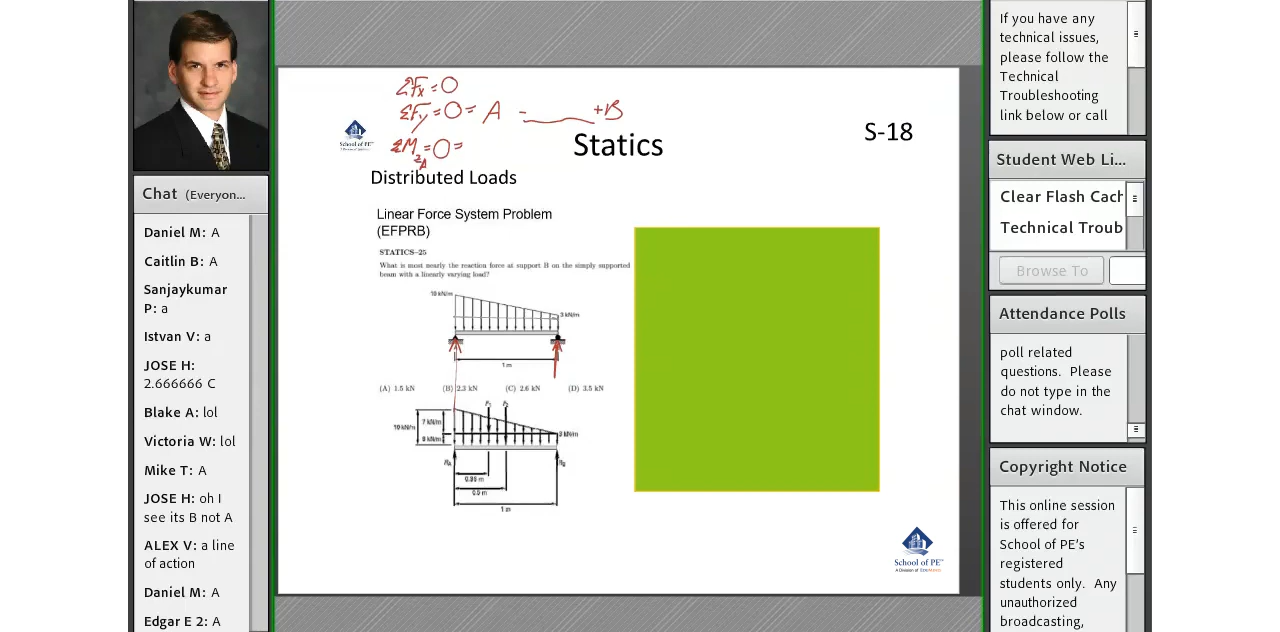 Chat (Everyon...
Daniel M: A
Caitlin B: A
Sanjaykumar
P: a
Istvan V: a
JOSE H:
2.666666 C
Blake A: lol
Victoria W: lol
Mike T: A
JOSE H: oh I
see its B not A
ALEX V: a line
of action
Daniel M: A
Edgar E 2: A
ΣFx = 0
ΣFy = 0 = A - ____ +B
ΣM = 0 =
A
School of PE™
Statics
S-18
Distributed Loads
Linear Force System Problem
(EFPRB)
STATICS–25
What is most nearly the reaction force at support B on the simply supported
beam with a linearly varying load?
10 kN/m
3 kN/m
1 m
(A) 1.5 kN (B) 2.3 kN (C) 2.6 kN (D) 3.5 kN
10 kN/m
7 kN/m
3 kN/m
0.5 m
1 m
School of PE™
If you have any
technical issues,
please follow the
Technical
Troubleshooting
link below or call
Student Web Li...
Clear Flash Cach
Technical Troub
Browse To
Attendance Polls
poll related
questions. Please
do not type in the
chat window.
Copyright Notice
This online session
is offered for
School of PE's
registered
students only. Any
unauthorized
broadcasting,